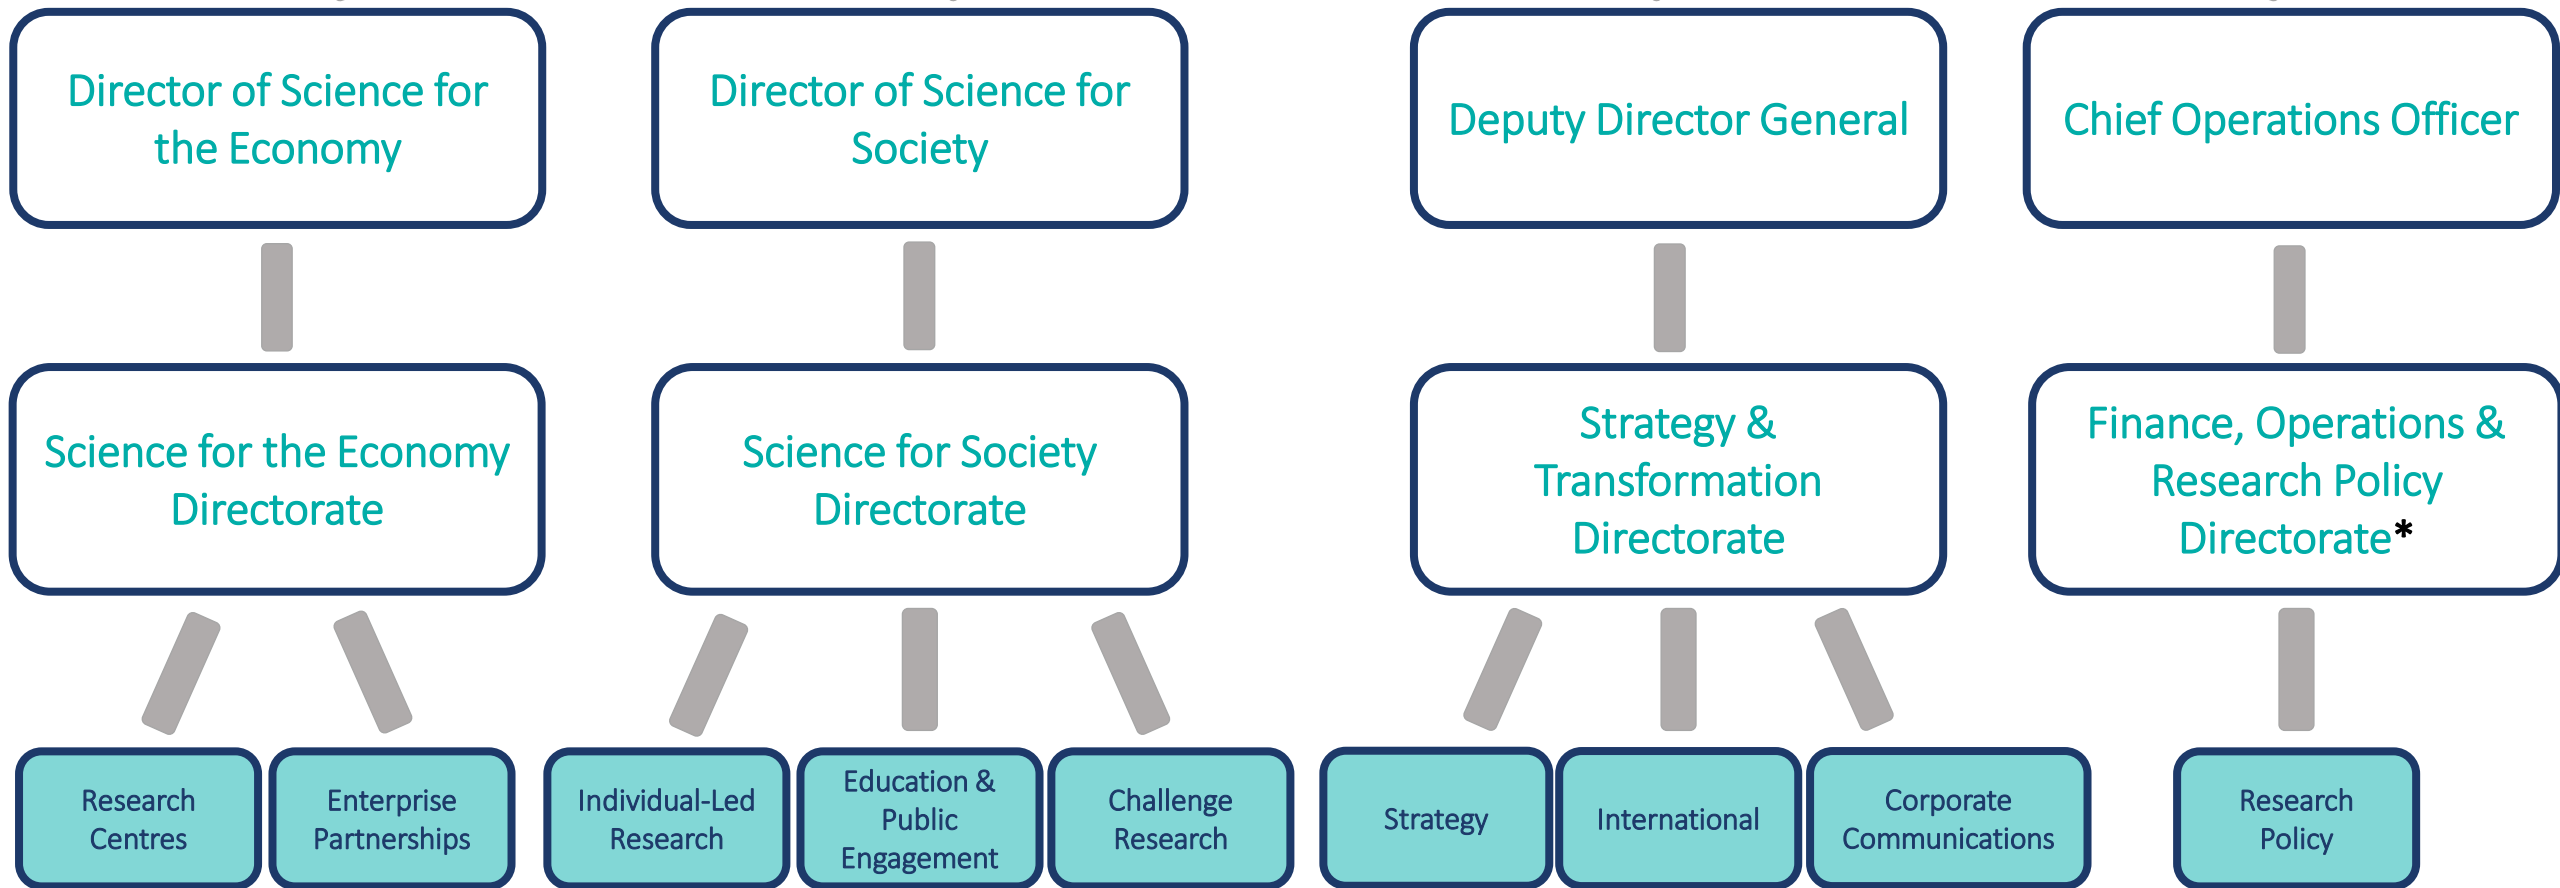 Director of Science for
the Economy
Director of Science for
Society
Deputy Director General
Chief Operations Officer
Science for the Economy
Directorate
Science for Society
Directorate
Strategy &
Transformation
Directorate
Finance, Operations &
Research Policy
Directorate*
Research
Centres
Enterprise
Partnerships
Individual-Led
Research
Education &
Public
Engagement
Challenge
Research
Strategy
International
Corporate
Communications
Research
Policy